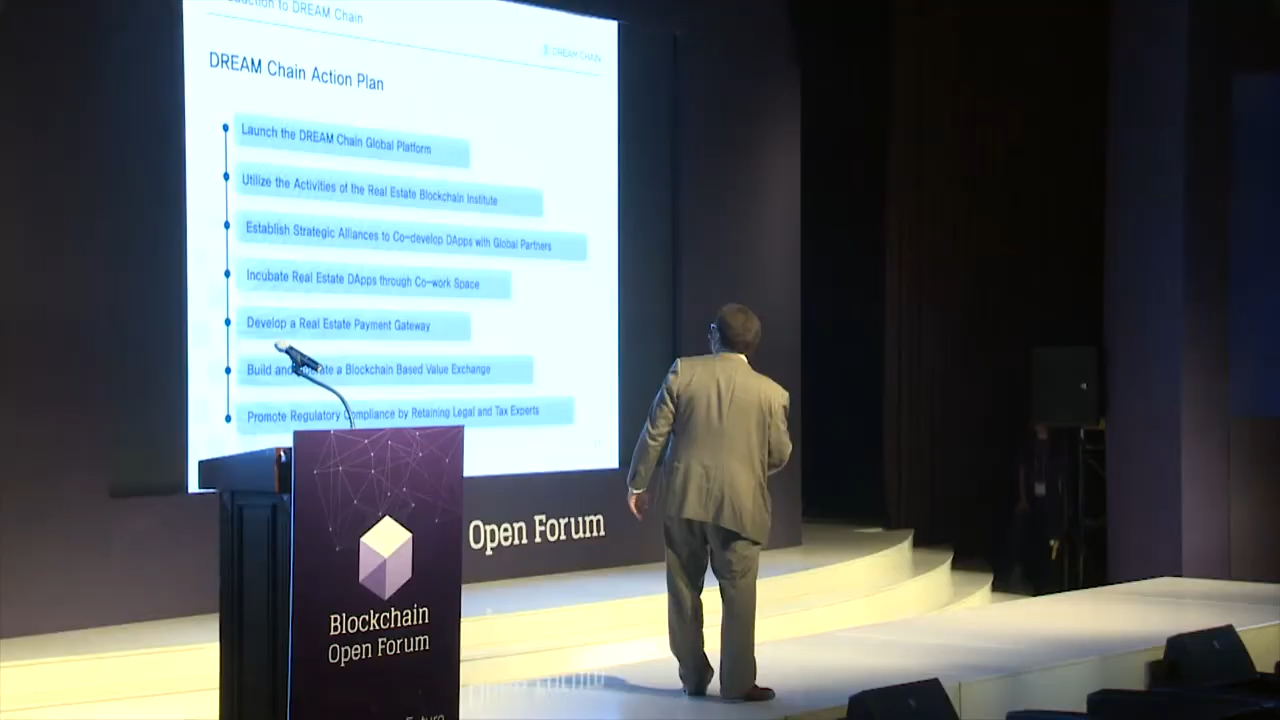 to DREAM Chain
DREAM CHAIN
DREAM Chain Action Plan
Launch the DREAM Chain Global Platform
Utilize the Activities of the Real Estate Blockchain Institute
Establish Strategic Alliances to Co-develop DApps with Global Partners
Incubate Real Estate DApps through Co-work Space
Develop a Real Estate Payment Gateway
Build and a Blockchain Based Value Exchange
Promote Regulatory Compliance by Retaining Legal and Tax Experts
Open Forum
Blockchain
Open Forum